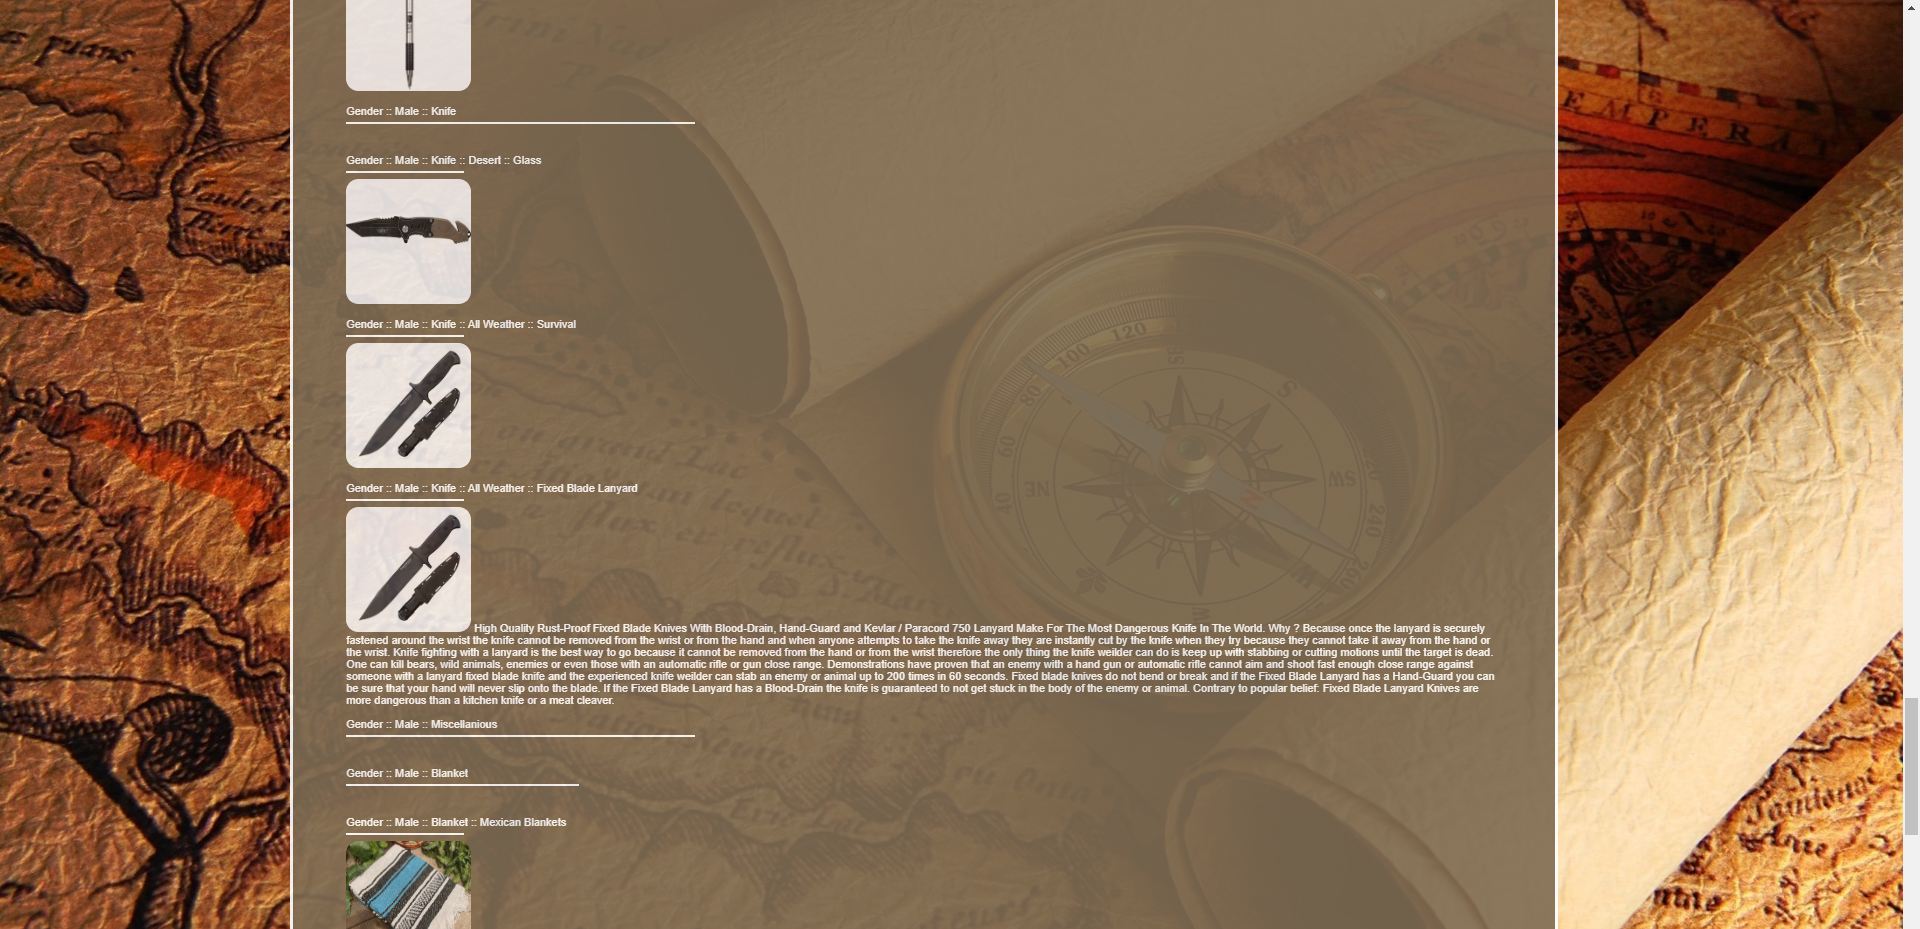 Gender :: Male :: Knife
Gender :: Male :: Knife :: Desert :: Glass
Gender :: Male :: Knife :: All Weather :: Survival
Gender :: Male :: Knife :: All Weather :: Fixed Blade Lanyard
High Quality Rust-Proof Fixed Blade Knives With Blood-Drain, Hand-Guard and Kevlar / Paracord 750 Lanyard Make For The Most Dangerous Knife In The World. Why ? Because once the lanyard is securely
fastened around the wrist the knife cannot be removed from the wrist or from the hand and when anyone attempts to take the knife away they are instantly cut by the knife when they try because they cannot take it away from the hand or
the wrist. Knife fighting with a lanyard is the best way to go because it cannot be removed from the hand or from the wrist therefore the only thing the knife weilder can do is keep up with stabbing or cutting motions until the target is dead.
One can kill bears, wild animals, enemies or even those with an automatic rifle or gun close range. Demonstrations have proven that an enemy with a hand gun or automatic rifle cannot aim and shoot fast enough close range against
someone with a lanyard fixed blade knife and the experienced knife weilder can stab an enemy or animal up to 200 times in 60 seconds. Fixed blade knives do not bend or break and if the Fixed Blade Lanyard has a Hand-Guard you can
be sure that your hand will never slip onto the blade. If the Fixed Blade Lanyard has a Blood-Drain the knife is guaranteed to not get stuck in the body of the enemy or animal. Contrary to popular belief: Fixed Blade Lanyard Knives are
more dangerous than a kitchen knife or a meat cleaver.
Gender :: Male :: Miscellanious
Gender :: Male :: Blanket
Gender :: Male :: Blanket :: Mexican Blankets